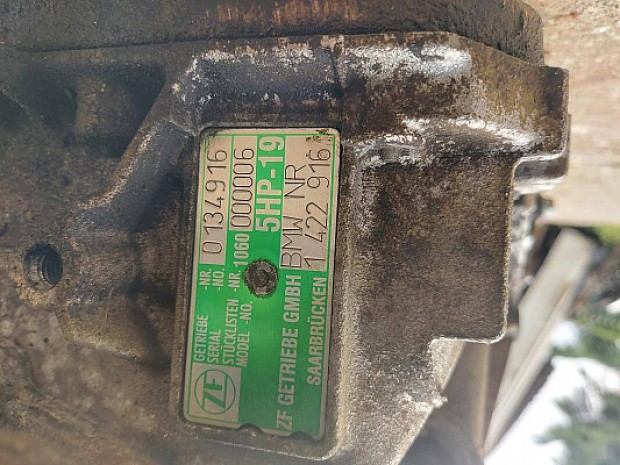 ZF
GETRIEBE -NR. 0134916
SERIAL -NO.
STÜCKLISTEN -NR. 1060 000006
MODEL -NO.
5HP-19
ZF GETRIEBE GMBH BMW NR
SAARBRÜCKEN 1 422 916